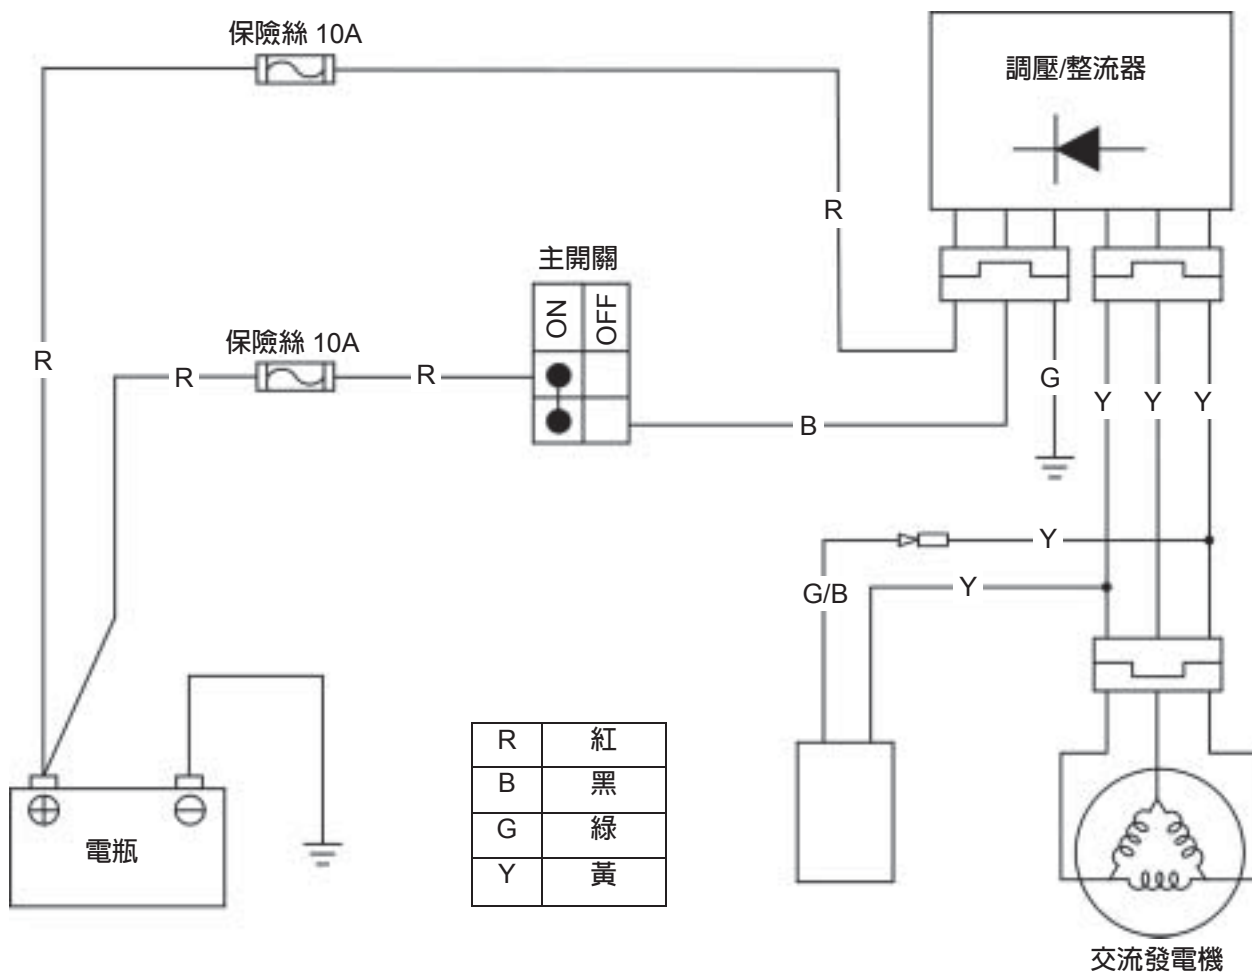 保險絲 10A
調壓/整流器
R
主開關
ON OFF
保險絲 10A
R
R
R
G
B
Y Y Y
Y
G/B
Y
R 紅
B 黑
G 綠
Y 黃
電瓶
交流發電機